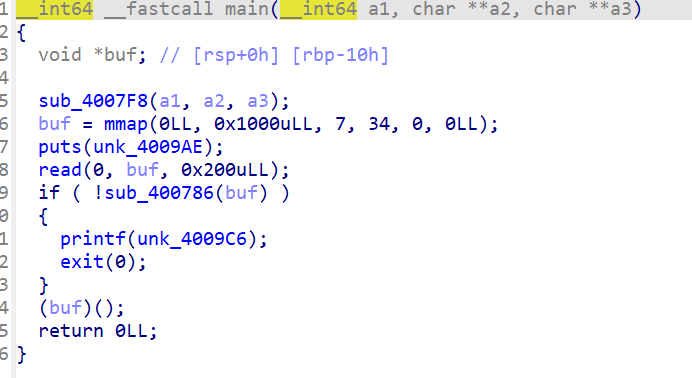 1 __int64 __fastcall main(__int64 a1, char **a2, char **a3)
2 {
3   void *buf; // [rsp+0h] [rbp-10h]
4
5   sub_4007F8(a1, a2, a3);
6   buf = mmap(0LL, 0x1000uLL, 7, 34, 0, 0LL);
7   puts(unk_4009AE);
8   read(0, buf, 0x200uLL);
9   if ( !sub_400786(buf) )
0   {
1     printf(unk_4009C6);
2     exit(0);
3   }
4   (buf)();
5   return 0LL;
6 }